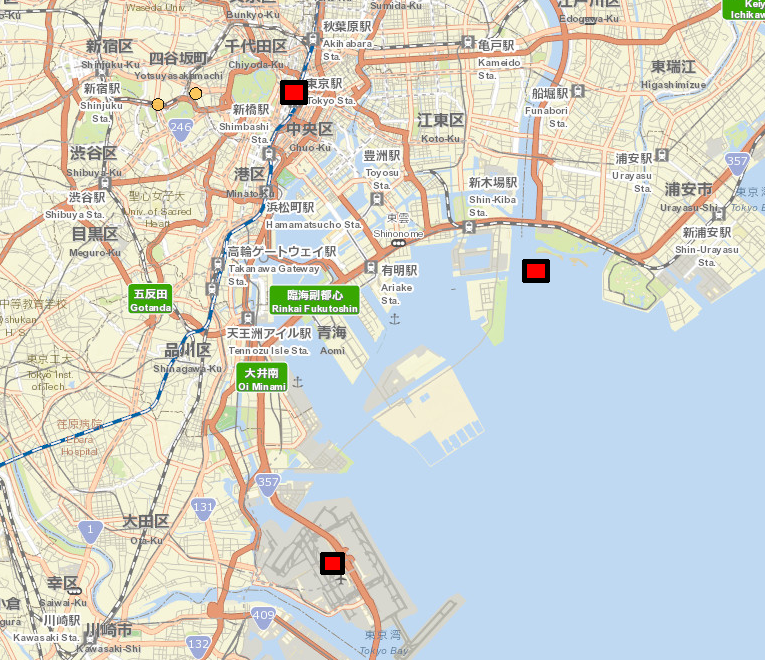 Waseda Univ.
Bunkyo-Ku
Sumida-Ku
江戸川区
Edogawa-Ku
Keiy
Ichikaw
新宿区
Shinjuku-Ku
四谷坂町
Yotsuyasakamachi
千代田区
Chiyoda-Ku
秋葉原駅
Akihabara
Sta.
亀戸駅
Kameido
Sta.
東瑞江
Higashimizue
新宿駅
Shinjuku
Sta.
東京駅
Tokyo Sta.
船堀駅
Funabori
Sta.
新橋駅
Shimbashi
Sta.
246
中央区
Chuo-Ku
江東区
Koto-Ku
渋谷区
Shibuya-Ku
豊洲駅
Toyosu
Sta.
浦安駅
Urayasu
Sta.
357
港区
Minato-Ku
新木場駅
Shin-Kiba
Sta.
浦安市
Urayasu-Shi
東京湾
Tokyo B
渋谷駅
Shibuya Sta.
聖心女子大
Univ. of Sacred
Heart
浜松町駅
Hamamatsucho Sta.
東雲
Shinonome
目黒区
Meguro-Ku
新浦安駅
Shin-Urayasu
Sta.
高輪ゲートウェイ駅
Takanawa Gateway
Sta.
有明駅
Ariake
Sta.
五反田
Gotanda
臨海副都心
Rinkai Fukutoshin
中等教育学校
oshukan
H. S.
天王洲アイル駅
Tennozu Isle Sta.
青海
Aomi
品川区
Shinagawa-Ku
東京工大
Tokyo Inst.
of Tech.
大井南
Oi Minami
荏原病院
Ebara
Hospital
357
131
1
大田区
Ota-Ku
幸区
Saiwai-Ku
小倉
gura
川崎駅
Kawasaki Sta.
川崎市
Kawasaki-Shi
409
132
東京湾
Tokyo Bay